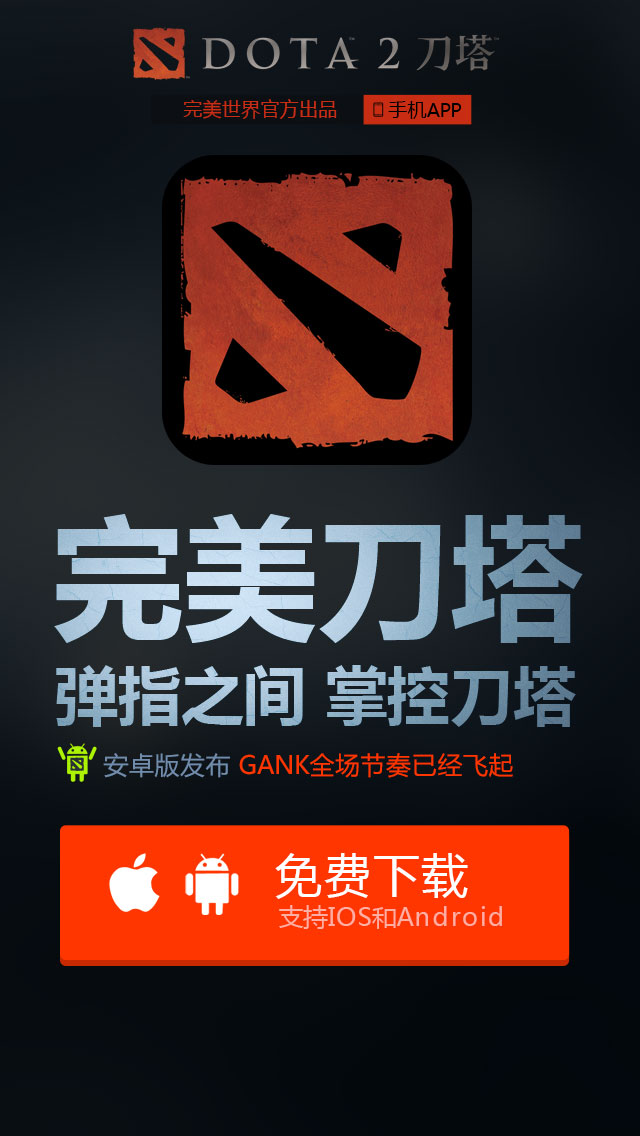 DOTA 2 刀塔
完美世界官方出品 手机APP
完美刀塔
弹指之间 掌控刀塔
安卓版发布 GANK全场节奏已经飞起
免费下载
支持IOS和Android